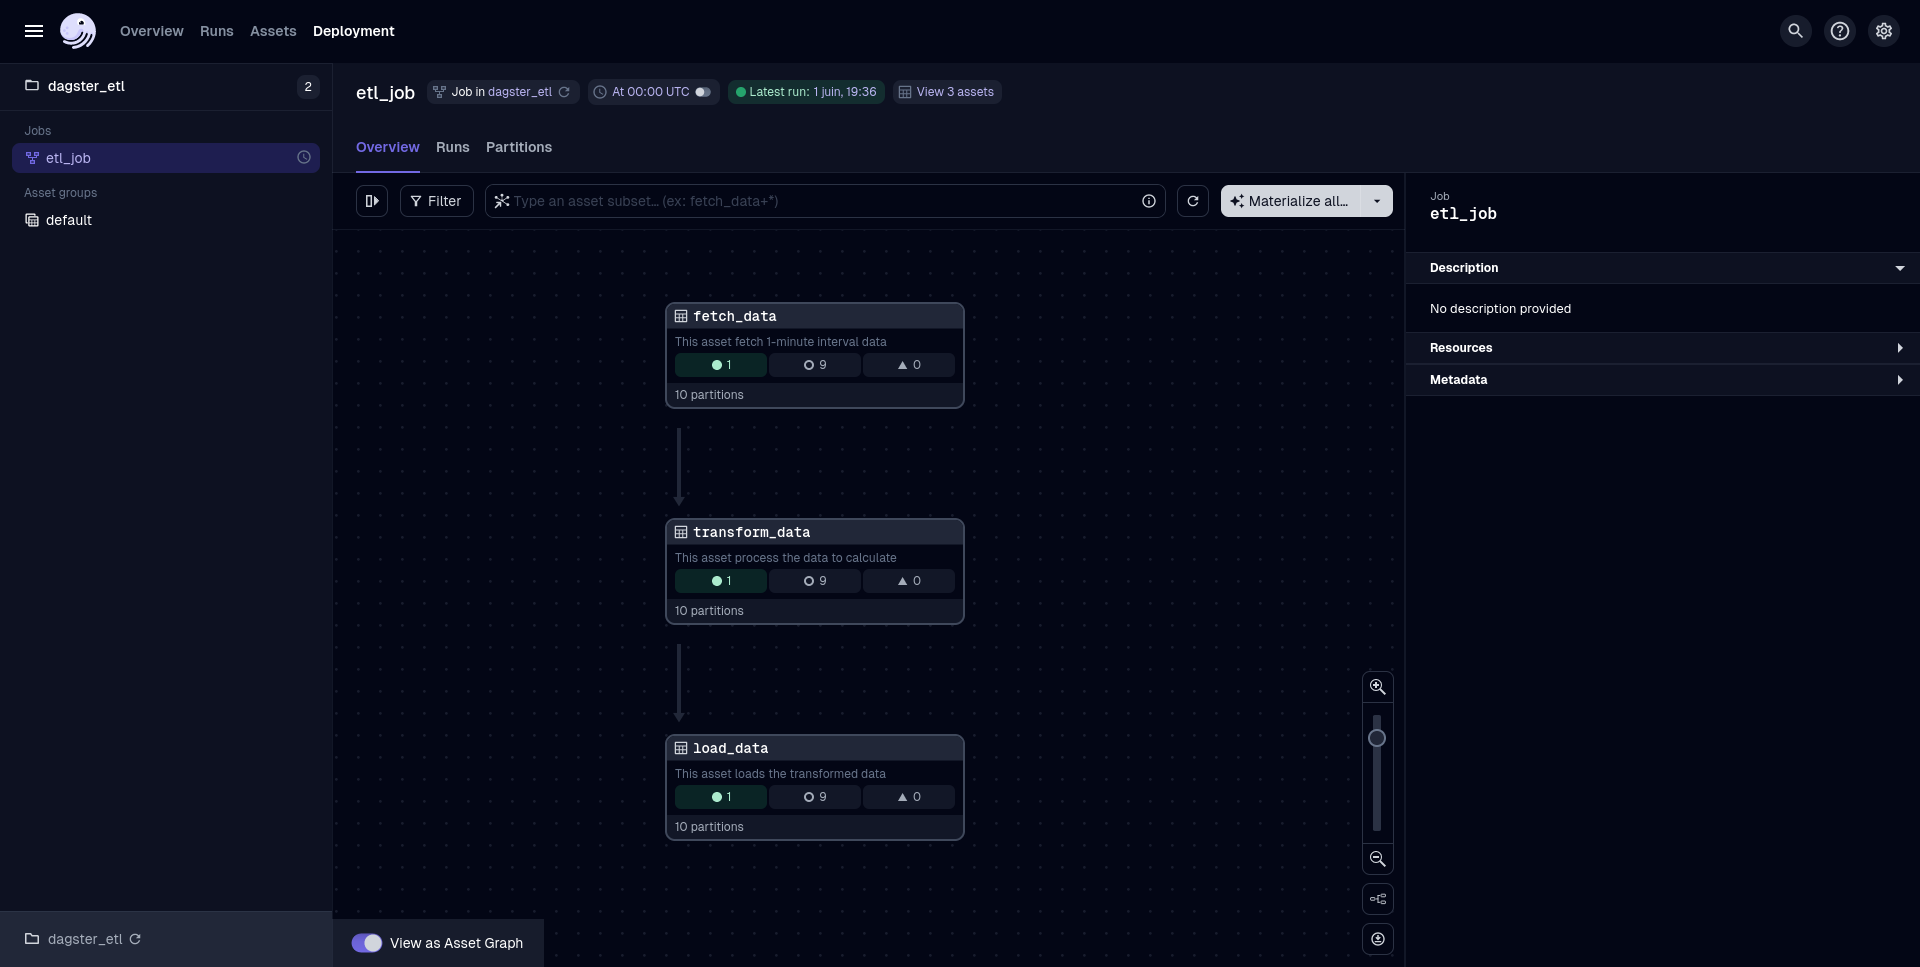 Overview Runs Assets Deployment
dagster_etl 2
Jobs
etl_job
Asset groups
default
dagster_etl
etl_job Job in dagster_etl At 00:00 UTC Latest run: 1 juin, 19:36 View 3 assets
Overview Runs Partitions
Filter Type an asset subset... (ex: fetch_data+*) Materialize all...
fetch_data
This asset fetch 1-minute interval data
1 9 0
10 partitions
transform_data
This asset process the data to calculate
1 9 0
10 partitions
load_data
This asset loads the transformed data
1 9 0
10 partitions
View as Asset Graph
Job
etl_job
Description
No description provided
Resources
Metadata